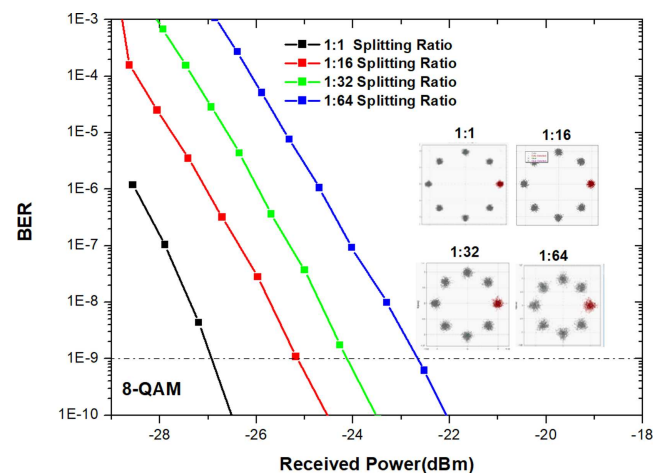 1E-3
1:1 Splitting Ratio
1:16 Splitting Ratio
1:32 Splitting Ratio
1:64 Splitting Ratio
1E-4
1E-5
1:1 1:16
1E-6
BER
1E-7
1:32 1:64
1E-8
1E-9
8-QAM
1E-10
-28 -26 -24 -22 -20 -18
Received Power(dBm)